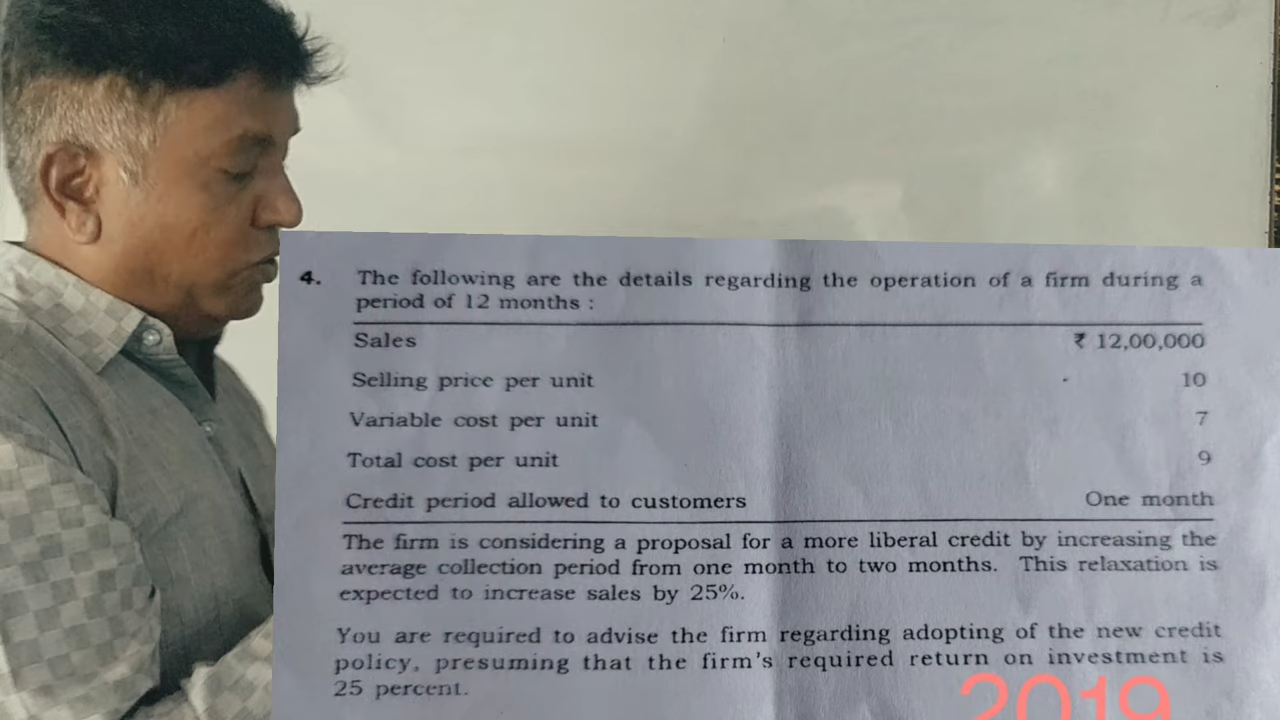 4. The following are the details regarding the operation of a firm during a
period of 12 months :
Sales ₹ 12,00,000
Selling price per unit 10
Variable cost per unit 7
Total cost per unit 9
Credit period allowed to customers One month
The firm is considering a proposal for a more liberal credit by increasing the
average collection period from one month to two months. This relaxation is
expected to increase sales by 25%.
You are required to advise the firm regarding adopting of the new credit
policy, presuming that the firm's required return on investment is
25 percent.
2019